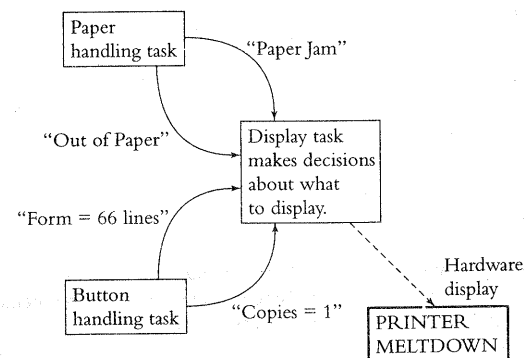 Paper
handling task
“Paper Jam”
“Out of Paper”
Display task
makes decisions
about what
to display.
“Form = 66 lines”
Button
handling task
“Copies = 1”
Hardware
display
PRINTER
MELTDOWN